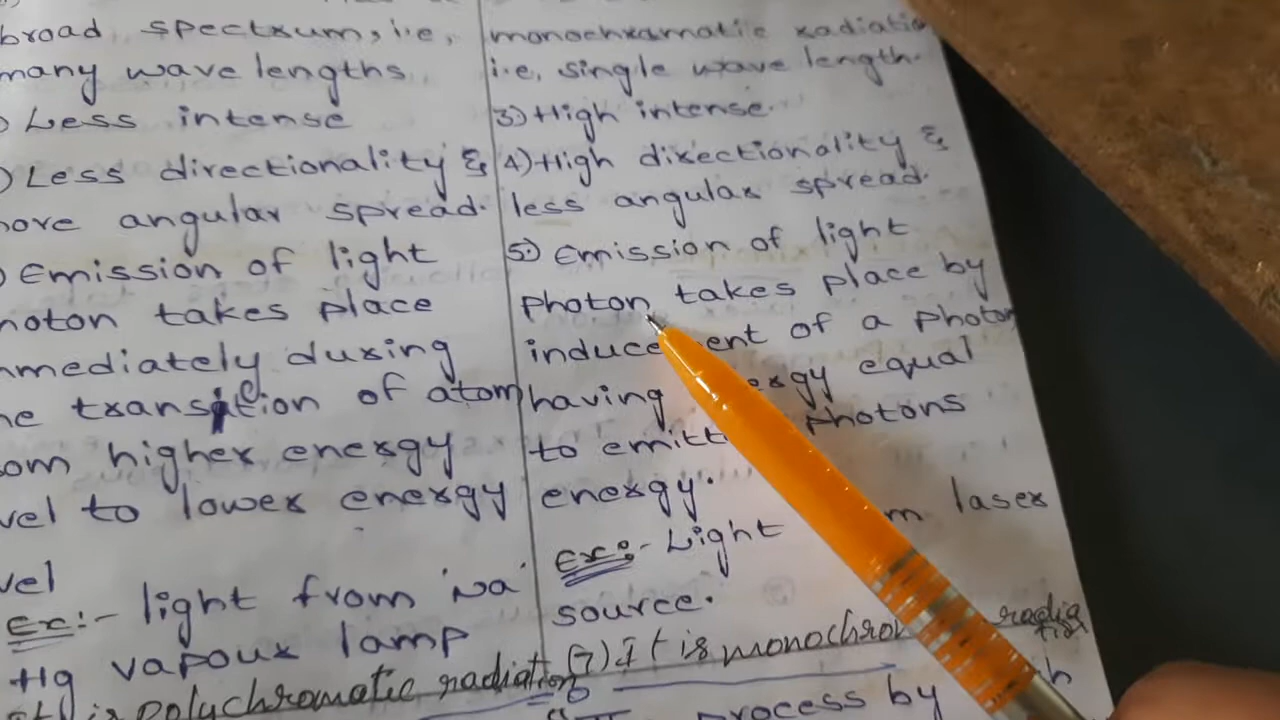 broad spectrum, i.e,
many wave lengths
Less intense
Less directionality &
more angular spread.
Emission of light
photon takes place
immediately during
the transition of atom
from higher energy
level to lower energy
level
Ex:- light from Na
Hg vapour lamp
polychromatic radiation
monochramatic radiation
i.e, single wave length.
3) High intense.
4) High directionality &
less angular spread.
5) Emission of light
photon takes place by
inducement of a photon
having energy equal
to emitted photons
energy.
Ex:- Light from laser
source.
(7) It is monochromatic radiation
process by